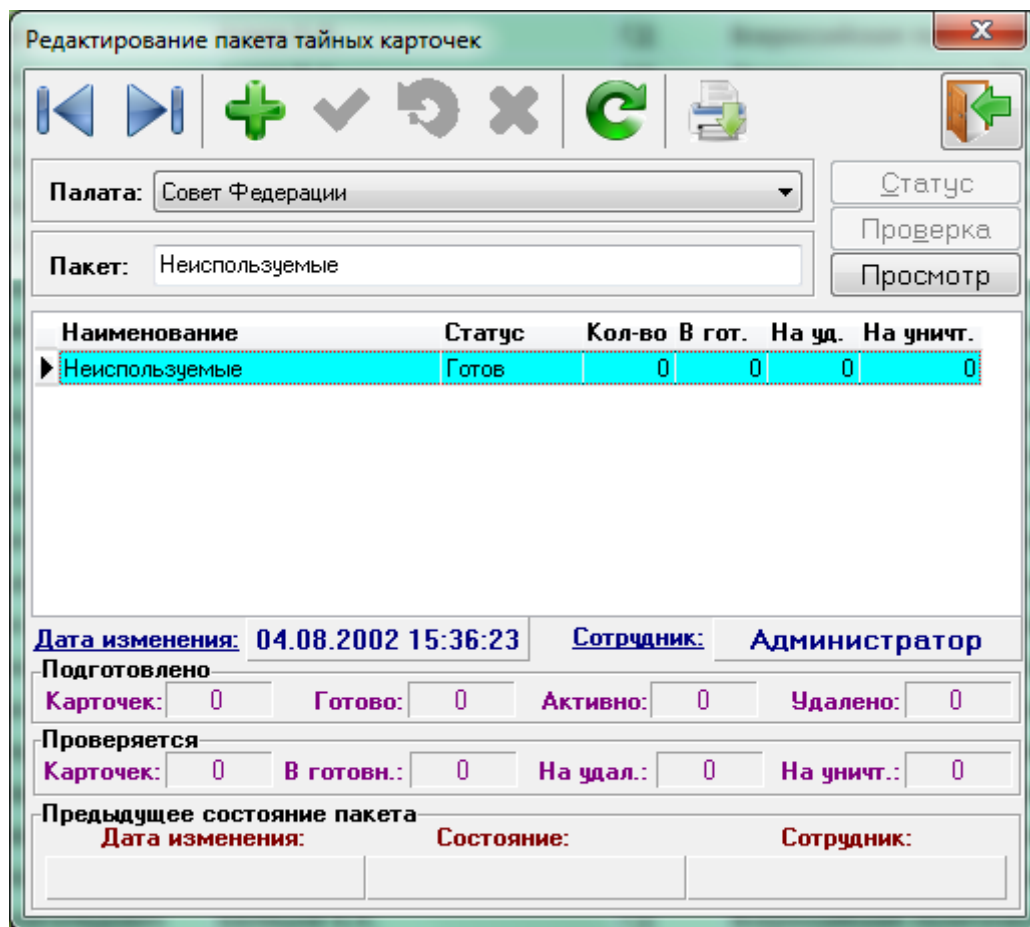 Редактирование пакета тайных карточек
Палата: Совет Федерации
Статус
Проверка
Пакет: Неиспользуемые
Просмотр
Наименование Статус Кол-во В гот. На уд. На уничт.
Неиспользуемые Готов 0 0 0 0
Дата изменения: 04.08.2002 15:36:23 Сотрудник: Администратор
Подготовлено
Карточек: 0 Готово: 0 Активно: 0 Удалено: 0
Проверяется
Карточек: 0 В готовн.: 0 На удал.: 0 На уничт.: 0
Предыдущее состояние пакета
Дата изменения: Состояние: Сотрудник: